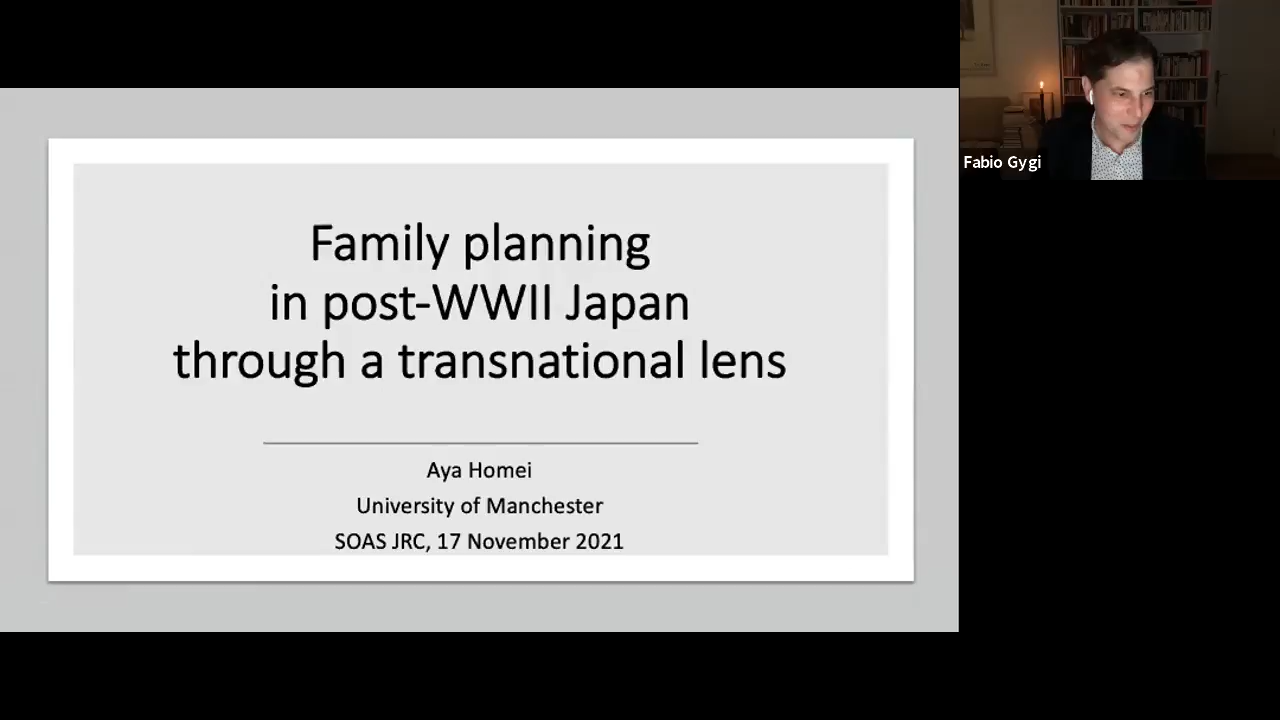 Family planning
in post-WWII Japan
through a transnational lens
Aya Homei
University of Manchester
SOAS JRC, 17 November 2021
Fabio Gygi